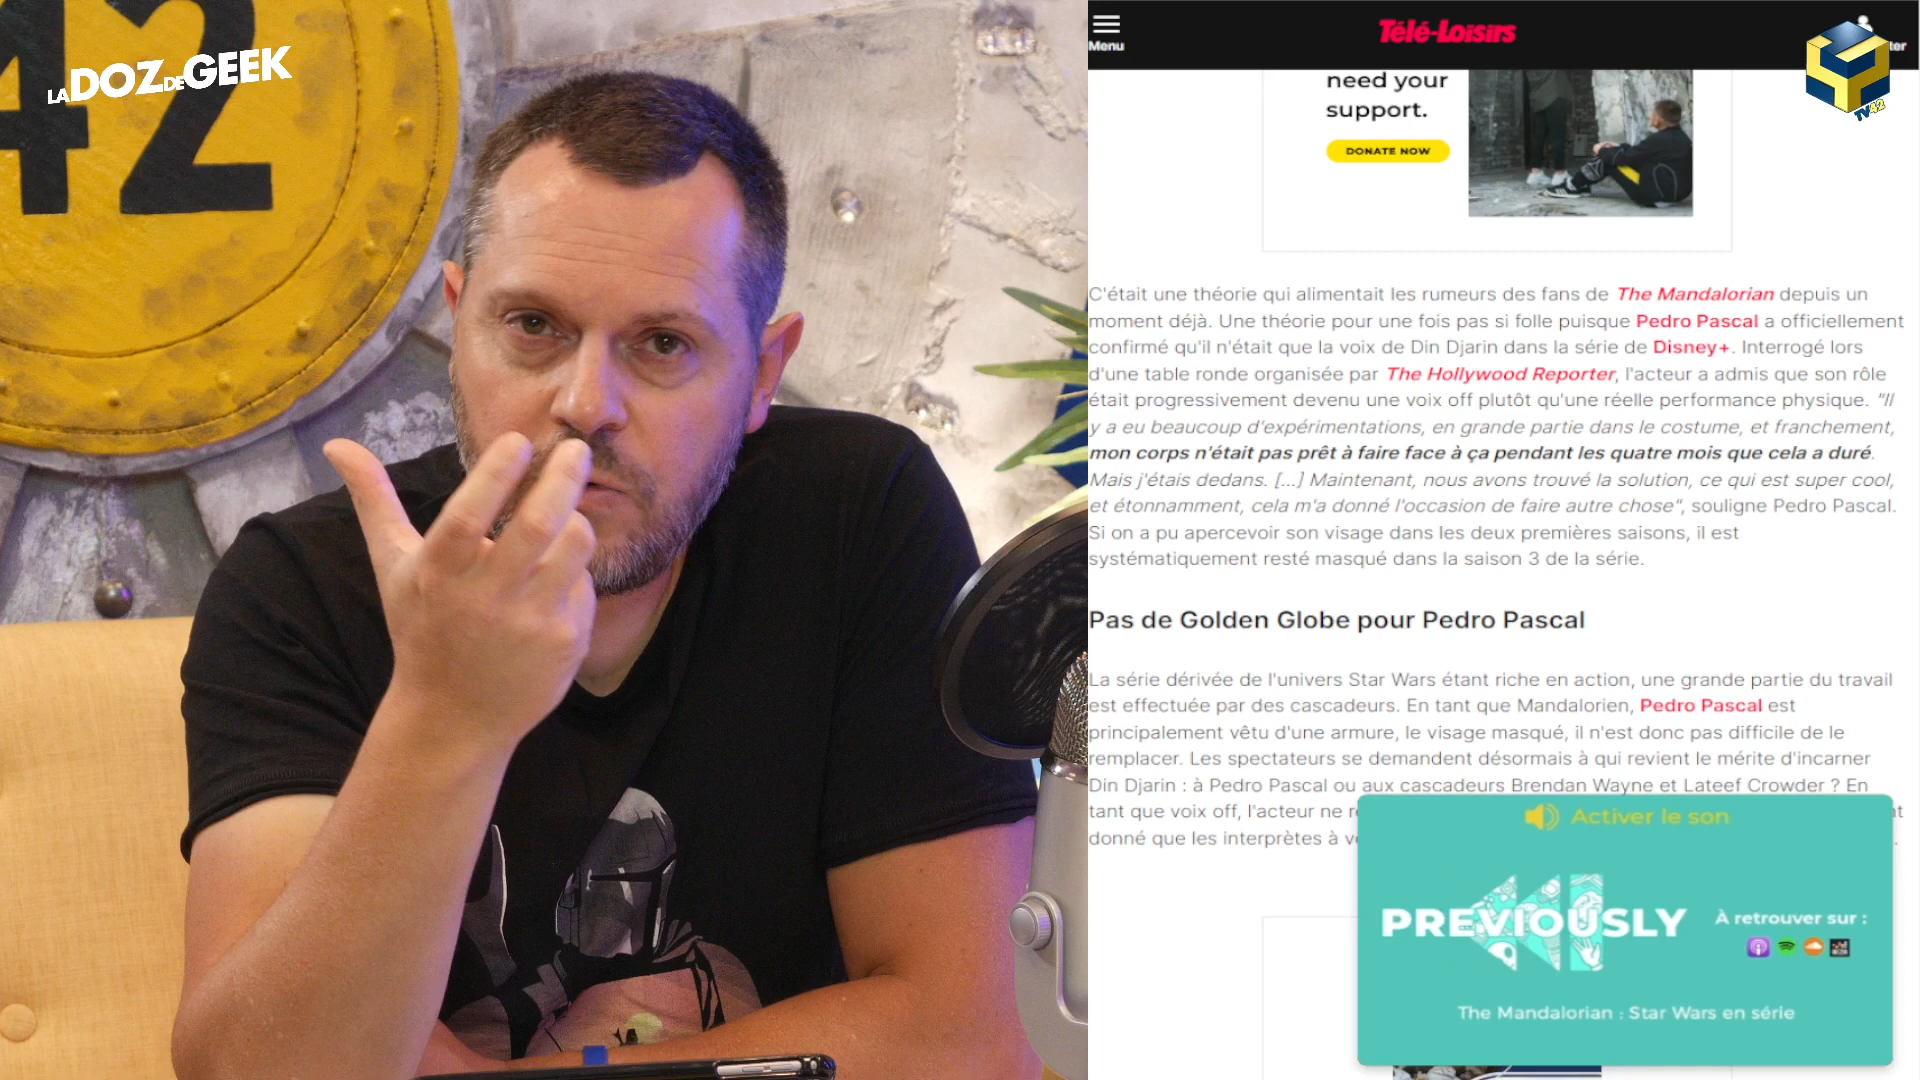 42
LA DOZ DE GEEK
Menu
Télé-Loisirs
ter
TV42
need your
support.
DONATE NOW
C'était une théorie qui alimentait les rumeurs des fans de The Mandalorian depuis un
moment déjà. Une théorie pour une fois pas si folle puisque Pedro Pascal a officiellement
confirmé qu'il n'était que la voix de Din Djarin dans la série de Disney+. Interrogé lors
d'une table ronde organisée par The Hollywood Reporter, l'acteur a admis que son rôle
était progressivement devenu une voix off plutôt qu'une réelle performance physique. "Il
y a eu beaucoup d'expérimentations, en grande partie dans le costume, et franchement,
mon corps n'était pas prêt à faire face à ça pendant les quatre mois que cela a duré.
Mais j'étais dedans. [...] Maintenant, nous avons trouvé la solution, ce qui est super cool,
et étonnamment, cela m'a donné l'occasion de faire autre chose", souligne Pedro Pascal.
Si on a pu apercevoir son visage dans les deux premières saisons, il est
systématiquement resté masqué dans la saison 3 de la série.
Pas de Golden Globe pour Pedro Pascal
La série dérivée de l'univers Star Wars étant riche en action, une grande partie du travail
est effectuée par des cascadeurs. En tant que Mandalorien, Pedro Pascal est
principalement vêtu d'une armure, le visage masqué, il n'est donc pas difficile de le
remplacer. Les spectateurs se demandent désormais à qui revient le mérite d'incarner
Din Djarin : à Pedro Pascal ou aux cascadeurs Brendan Wayne et Lateef Crowder ? En
tant que voix off, l'acteur ne
donné que les interprètes à
Activer le son
PREVIOUSLY
À retrouver sur :
The Mandalorian : Star Wars en série